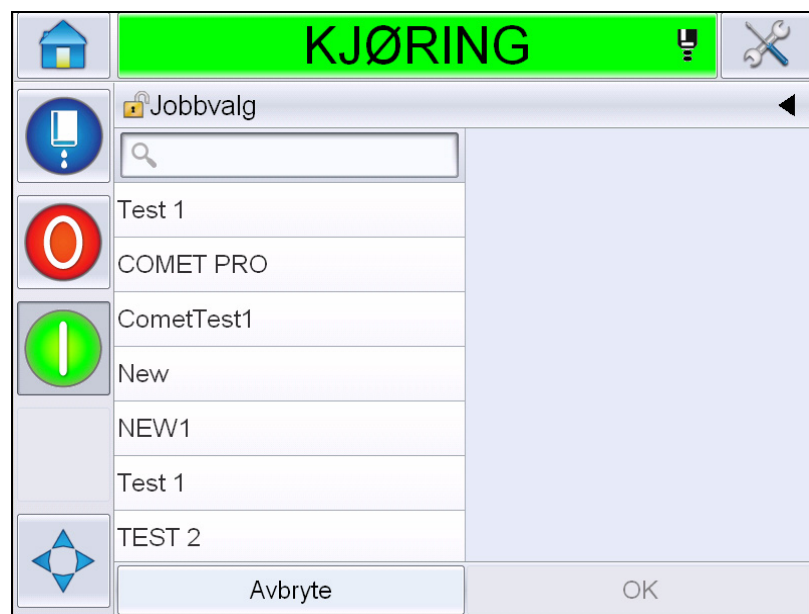 KJØRING
Jobbvalg
Test 1
COMET PRO
CometTest1
New
NEW1
Test 1
TEST 2
Avbryte
OK